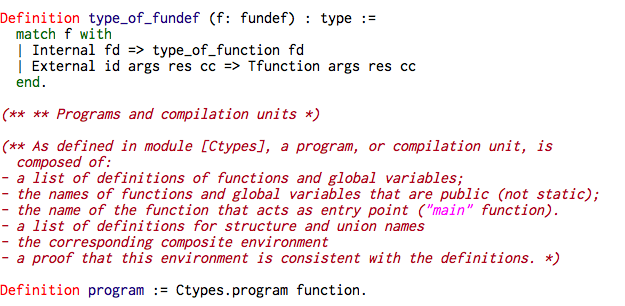 Definition type_of_fundef (f: fundef) : type :=
match f with
| Internal fd => type_of_function fd
| External id args res cc => Tfunction args res cc
end.
(** ** Programs and compilation units *)
(** As defined in module [Ctypes], a program, or compilation unit, is
composed of:
- a list of definitions of functions and global variables;
- the names of functions and global variables that are public (not static);
- the name of the function that acts as entry point ("main" function).
- a list of definitions for structure and union names
- the corresponding composite environment
- a proof that this environment is consistent with the definitions. *)
Definition program := Ctypes.program function.